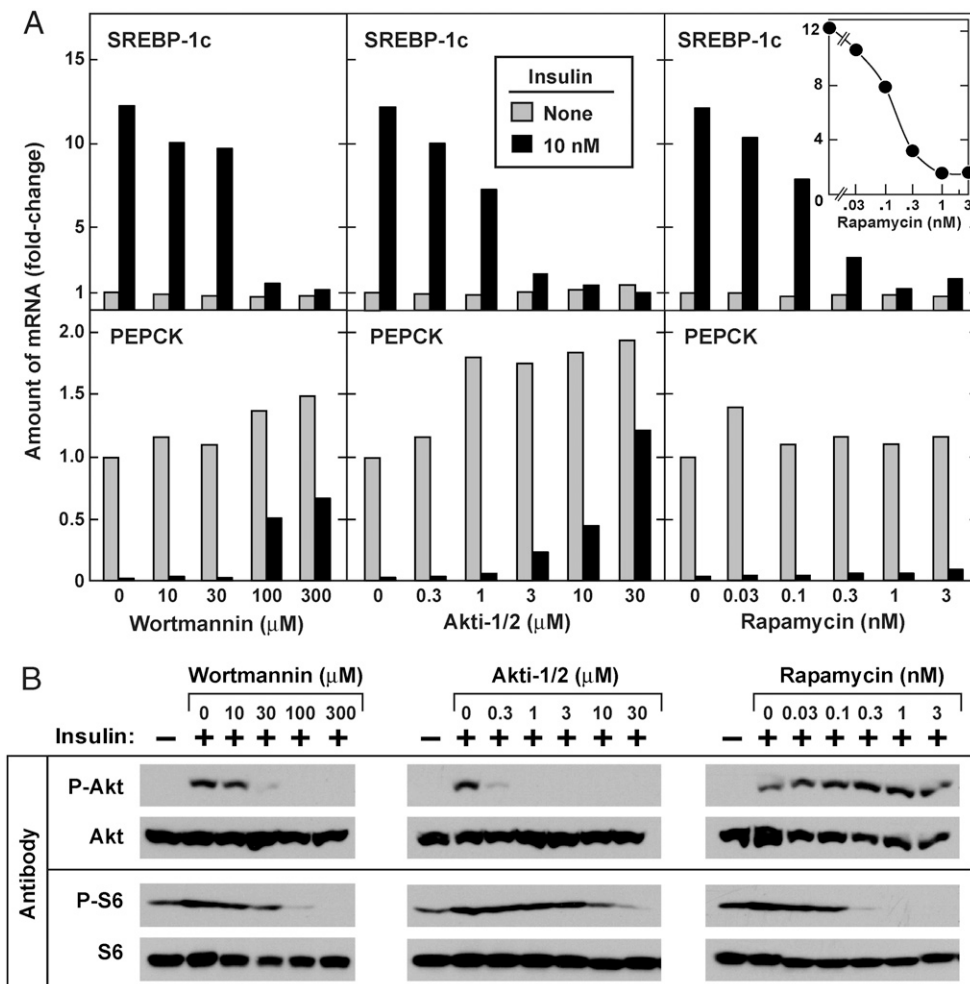 A
SREBP-1c
SREBP-1c
SREBP-1c
Insulin
None
10 nM
12
8
4
0
.03 .1 .3 1 3
Rapamycin (nM)
15
10
5
1
Amount of mRNA (fold-change)
PEPCK
PEPCK
PEPCK
2.0
1.5
1.0
0.5
0
0 10 30 100 300
0 0.3 1 3 10 30
0 0.03 0.1 0.3 1 3
Wortmannin (μM)
Akti-1/2 (μM)
Rapamycin (nM)
B
Wortmannin (μM)
Akti-1/2 (μM)
Rapamycin (nM)
0 10 30 100 300
0 0.3 1 3 10 30
0 0.03 0.1 0.3 1 3
Insulin: − + + + + +
− + + + + + +
− + + + + + +
Antibody
P-Akt
Akt
P-S6
S6